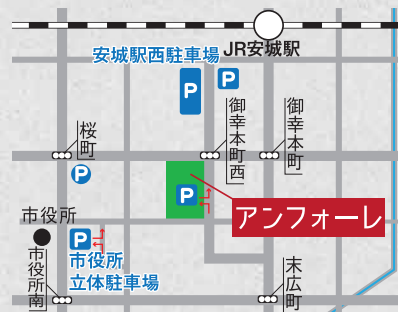 安城駅西駐車場
JR安城駅
P
P
桜町
御幸本町西
御幸本町
P
P
アンフォーレ
市役所
P
市役所
立体駐車場
市役所南
末広町